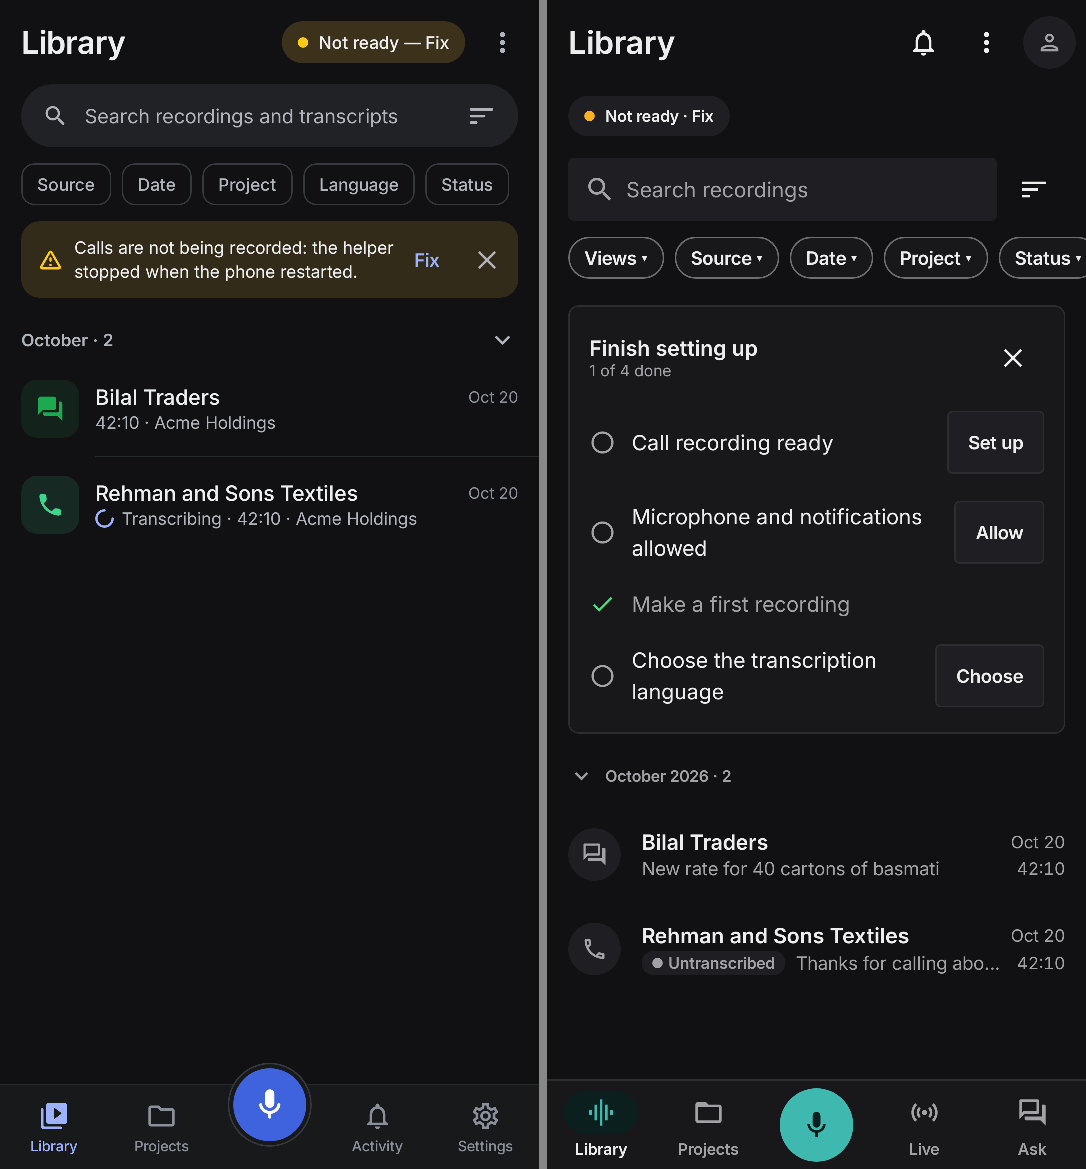 Library
Not ready — Fix
Search recordings and transcripts
Source
Date
Project
Language
Status
Calls are not being recorded: the helper
stopped when the phone restarted.
Fix
October · 2
Bilal Traders
Oct 20
42:10 · Acme Holdings
Rehman and Sons Textiles
Oct 20
Transcribing · 42:10 · Acme Holdings
Library
Projects
Activity
Settings
Library
Not ready · Fix
Search recordings
Views
Source
Date
Project
Status
Finish setting up
1 of 4 done
Call recording ready
Set up
Microphone and notifications
allowed
Allow
Make a first recording
Choose the transcription
language
Choose
October 2026 · 2
Bilal Traders
Oct 20
New rate for 40 cartons of basmati
42:10
Rehman and Sons Textiles
Oct 20
Untranscribed
Thanks for calling abo...
42:10
Library
Projects
Live
Ask